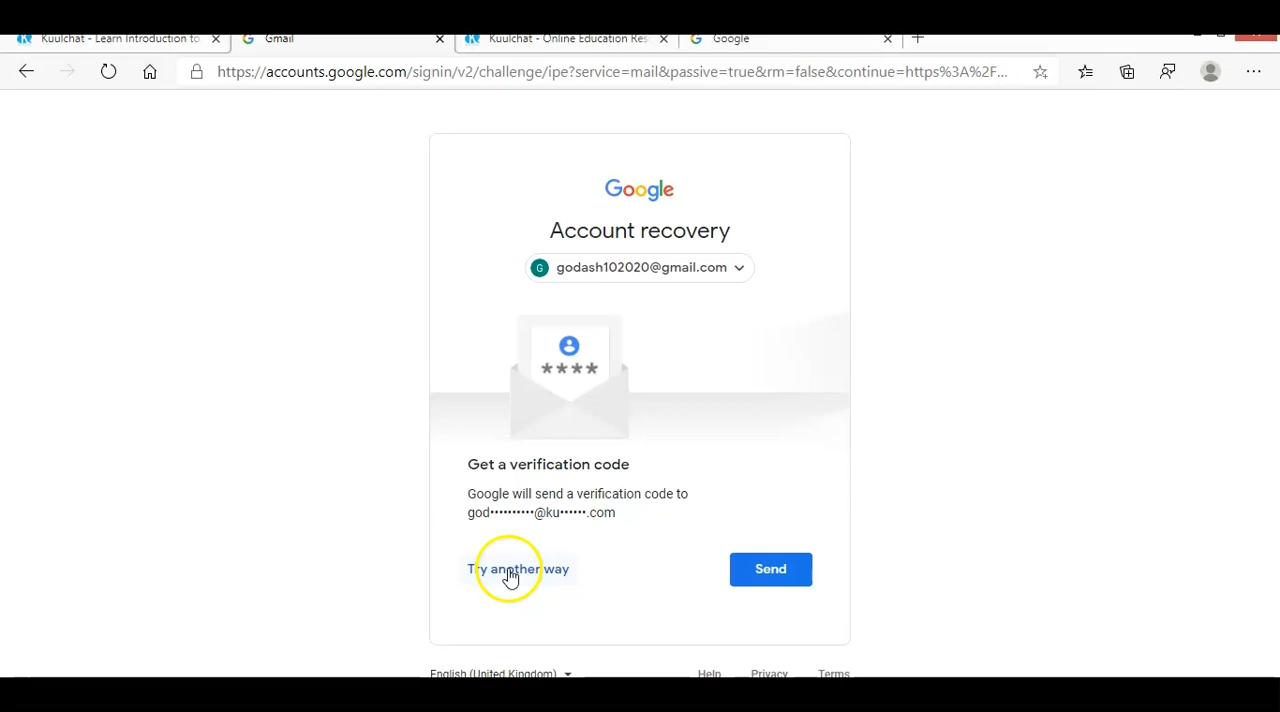 Kuulchat - Learn Introduction to
Gmail
Kuulchat - Online Education Res
Google
https://accounts.google.com/signin/v2/challenge/ipe?service=mail&passive=true&rm=false&continue=https%3A%2F...
Google
Account recovery
G godash102020@gmail.com
****
Get a verification code
Google will send a verification code to
god••••••••••@ku••••••.com
Try another way
Send
English (United Kingdom)
Help
Privacy
Terms